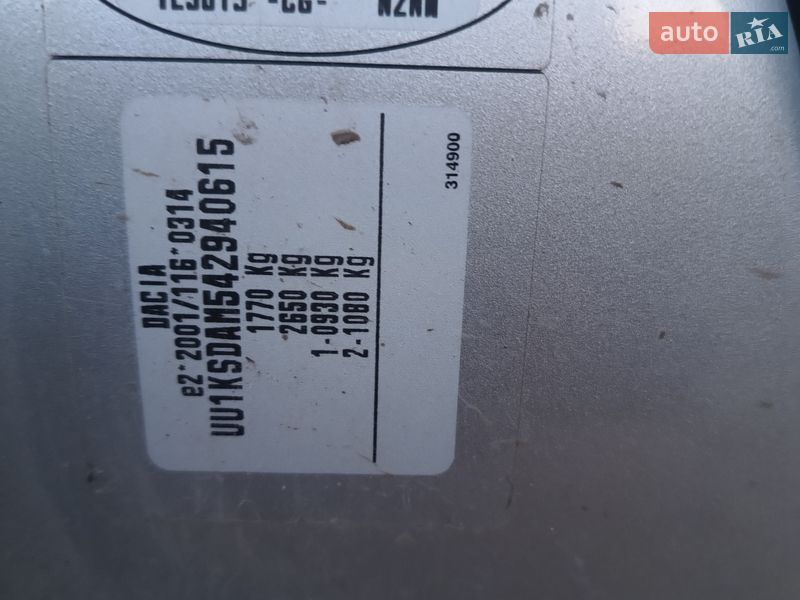 DACIA
e2*2001/116*0314
UU1KSDAM542940615
1770 Kg
2650 Kg
1-0930 Kg
2-1080 Kg
314900
auto RIA .com